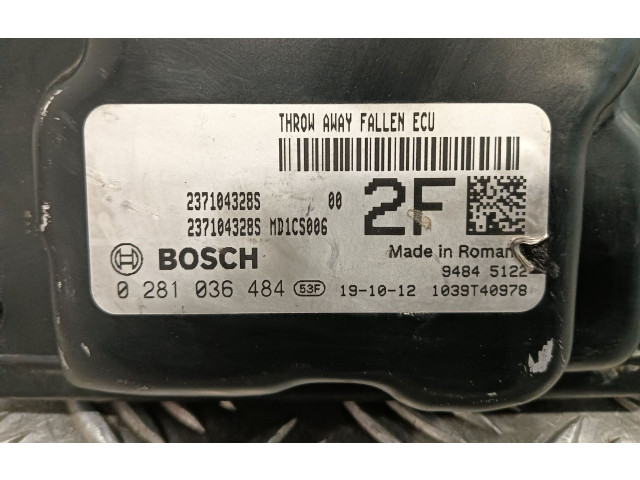 THROW AWAY FALLEN ECU
237104328S 00
237104328S MD1CS006
2F
BOSCH
Made in Roman
9484 5122
0 281 036 484 53F 19-10-12 1039T40978